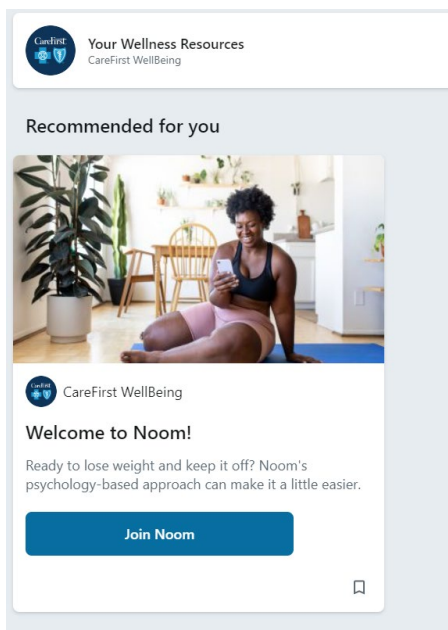 CareFirst
Your Wellness Resources
CareFirst WellBeing
Recommended for you
CareFirst
CareFirst WellBeing
Welcome to Noom!
Ready to lose weight and keep it off? Noom's
psychology-based approach can make it a little easier.
Join Noom